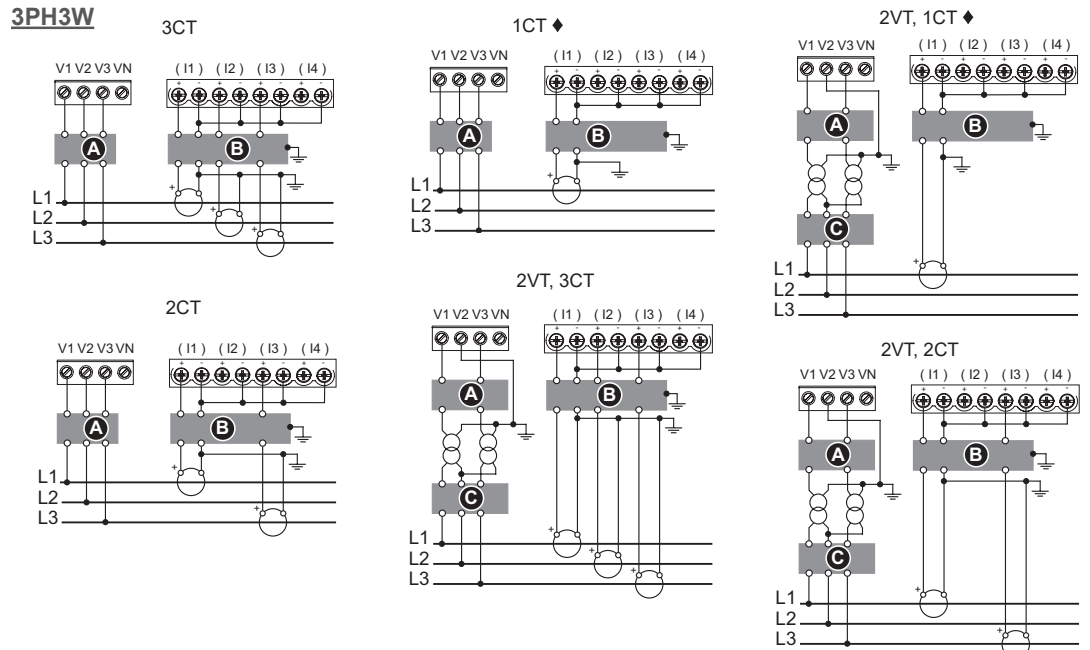 3PH3W
3CT
V1 V2 V3 VN
( I1 ) ( I2 ) ( I3 ) ( I4 )
+ - + - + - + -
A
B
+
+
+
L1
L2
L3
1CT ♦
V1 V2 V3 VN
( I1 ) ( I2 ) ( I3 ) ( I4 )
+ - + - + - + -
A
B
+
L1
L2
L3
2VT, 1CT ♦
V1 V2 V3 VN
( I1 ) ( I2 ) ( I3 ) ( I4 )
+ - + - + - + -
A
B
C
+
L1
L2
L3
2CT
V1 V2 V3 VN
( I1 ) ( I2 ) ( I3 ) ( I4 )
+ - + - + - + -
A
B
+
+
L1
L2
L3
2VT, 3CT
V1 V2 V3 VN
( I1 ) ( I2 ) ( I3 ) ( I4 )
+ - + - + - + -
A
B
C
+
+
+
L1
L2
L3
2VT, 2CT
V1 V2 V3 VN
( I1 ) ( I2 ) ( I3 ) ( I4 )
+ - + - + - + -
A
B
C
+
+
L1
L2
L3